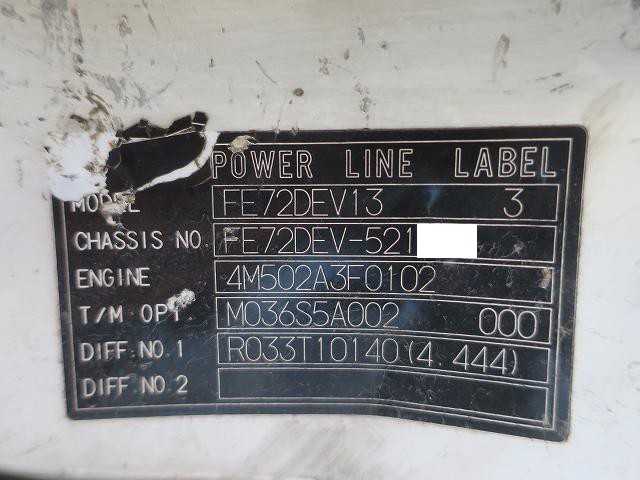 POWER LINE LABEL
MODEL FE72DEV13 3
CHASSIS NO. FE72DEV-521
ENGINE 4M502A3F0102
T/M OPT. M036S5A002 000
DIFF.NO.1 R033T10140(4.444)
DIFF.NO.2